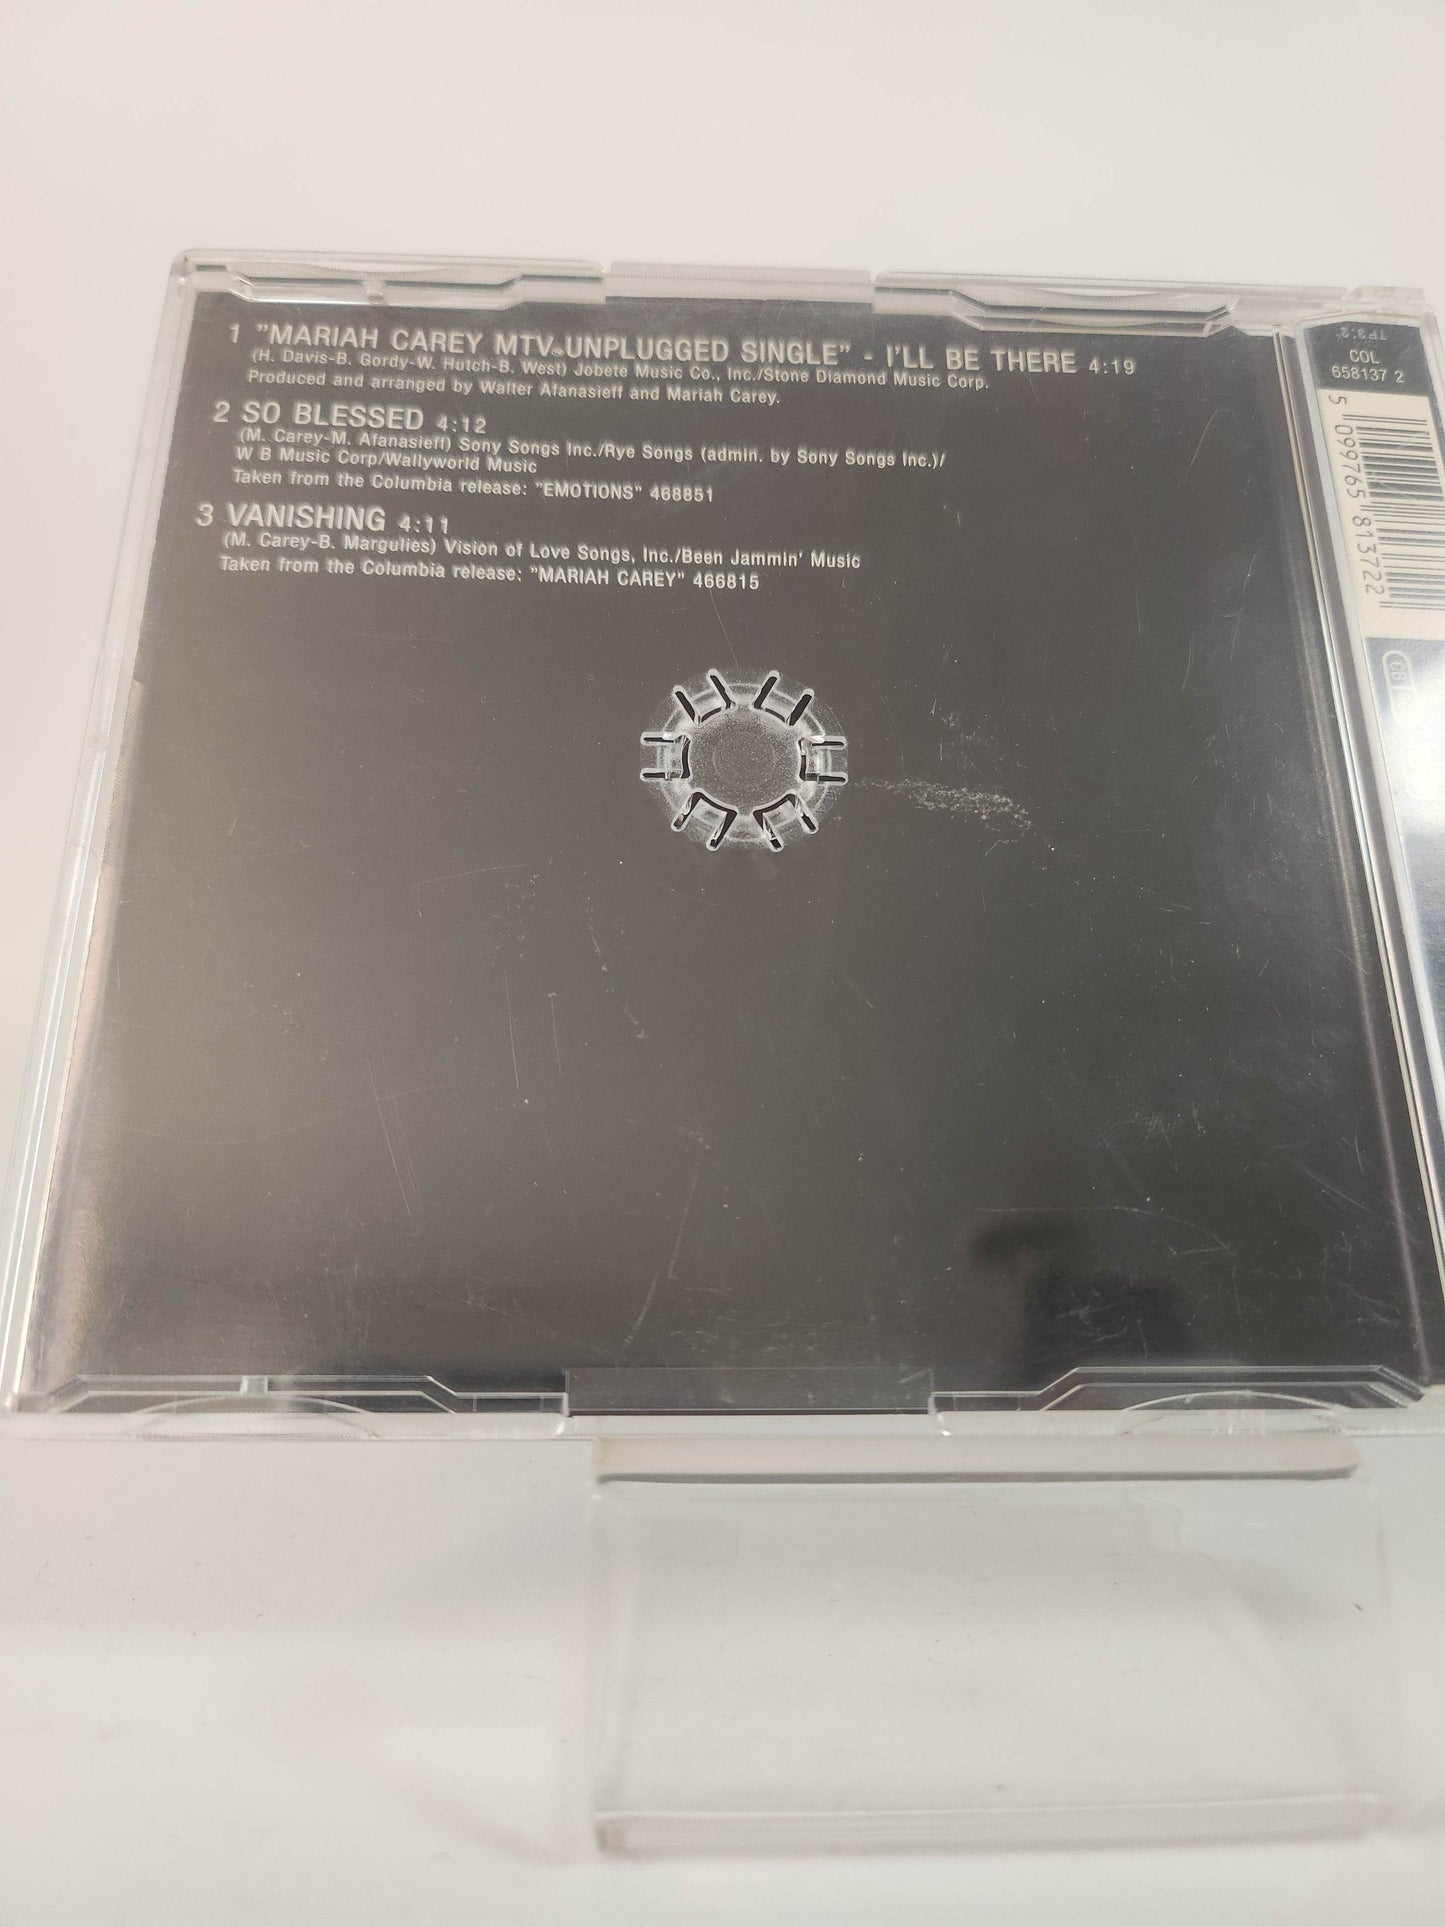 1 "MARIAH CAREY MTV UNPLUGGED SINGLE" - I'LL BE THERE 4:19
(H. Davis-B. Gordy-W. Hutch-B. West) Jobete Music Co., Inc./Stone Diamond Music Corp.
Produced and arranged by Walter Afanasieff and Mariah Carey.
2 SO BLESSED 4:12
(M. Carey-M. Afanasieff) Sony Songs Inc./Rye Songs (admin. by Sony Songs Inc.)/
W B Music Corp/Wallyworld Music
Taken from the Columbia release: "EMOTIONS" 468851
3 VANISHING 4:11
(M. Carey-B. Margulies) Vision of Love Songs, Inc./Been Jammin' Music
Taken from the Columbia release: "MARIAH CAREY" 466815
COL
658137 2
5 099765 813722